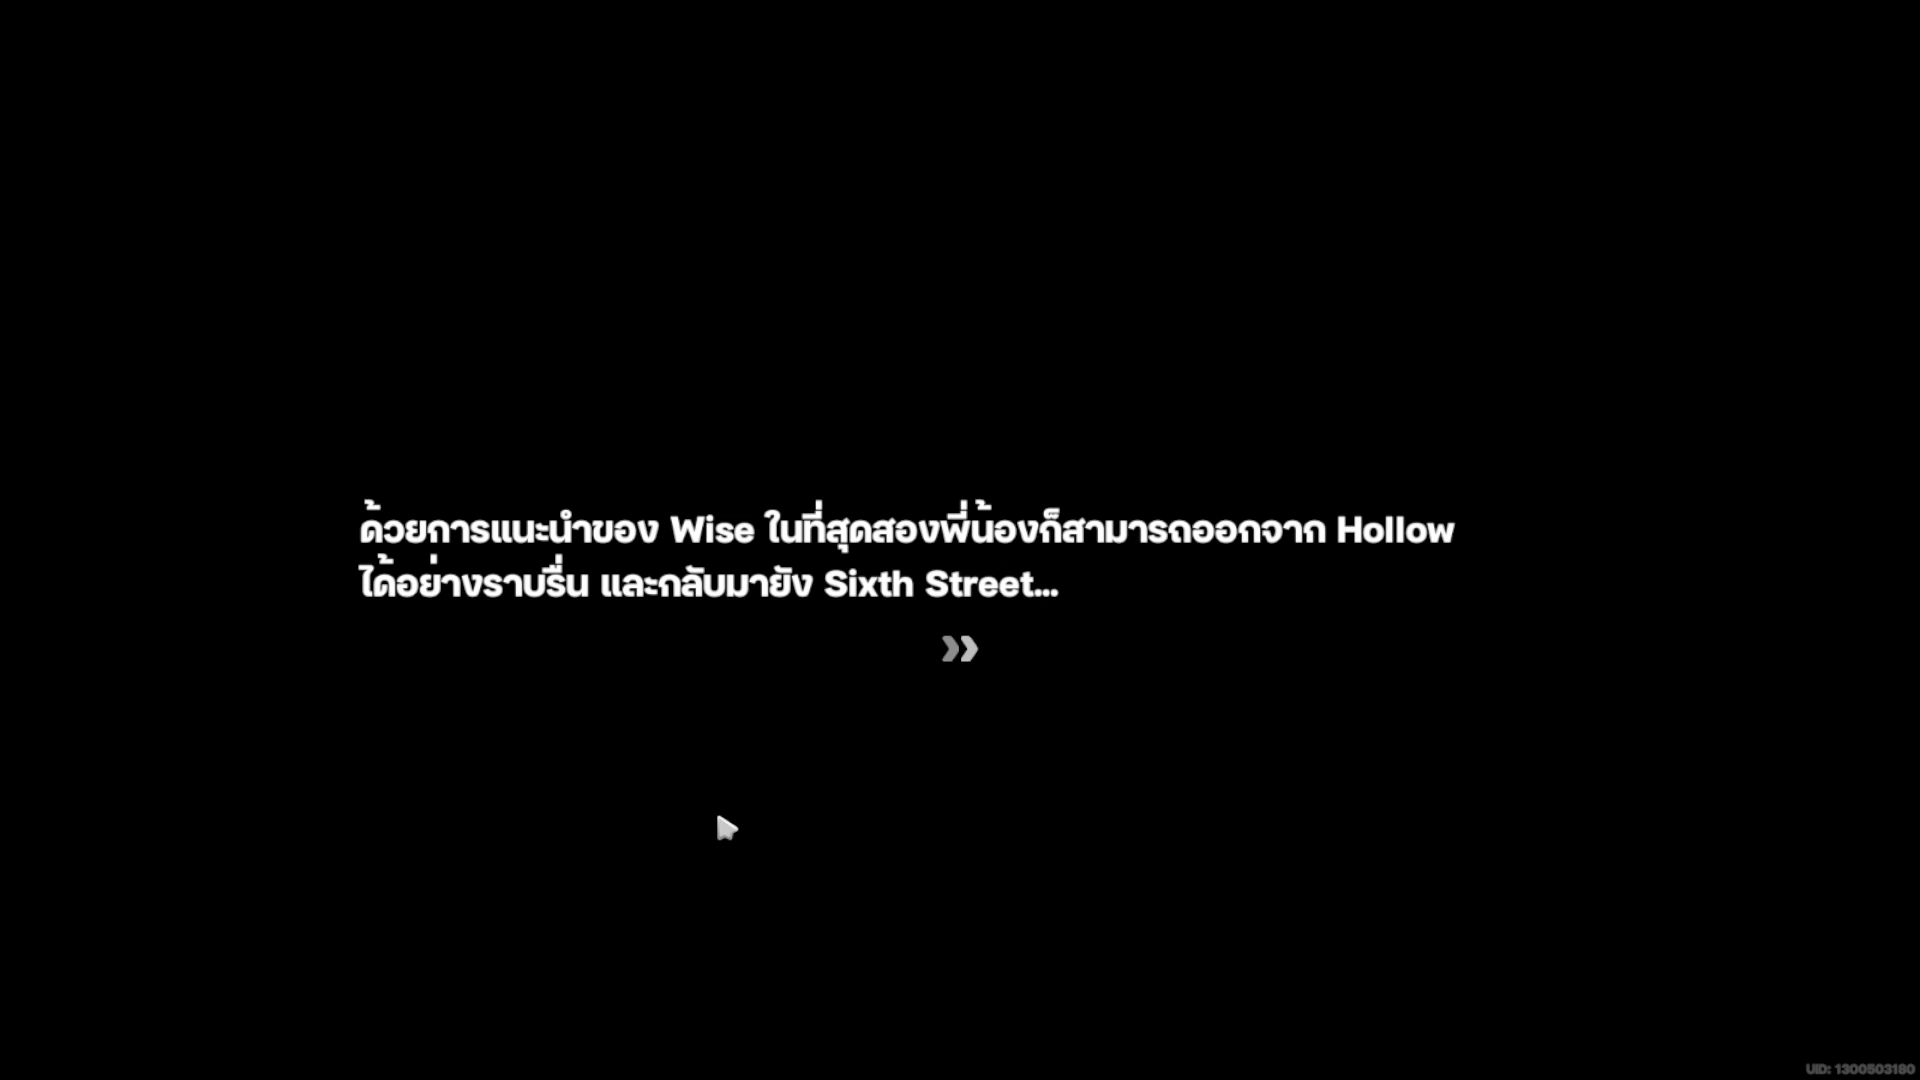 ด้วยการแนะนำของ Wise ในที่สุดสองพี่น้องก็สามารถออกจาก Hollow
ได้อย่างราบรื่น และกลับมายัง Sixth Street...
UID: 1300503180